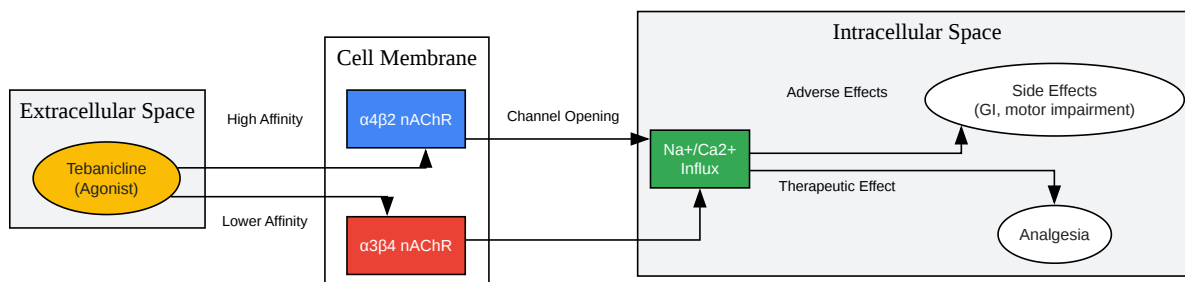 Extracellular Space
Tebanicline
(Agonist)
High Affinity
Lower Affinity
Cell Membrane
α4β2 nAChR
α3β4 nAChR
Channel Opening
Intracellular Space
Na+/Ca2+
Influx
Adverse Effects
Therapeutic Effect
Side Effects
(GI, motor impairment)
Analgesia